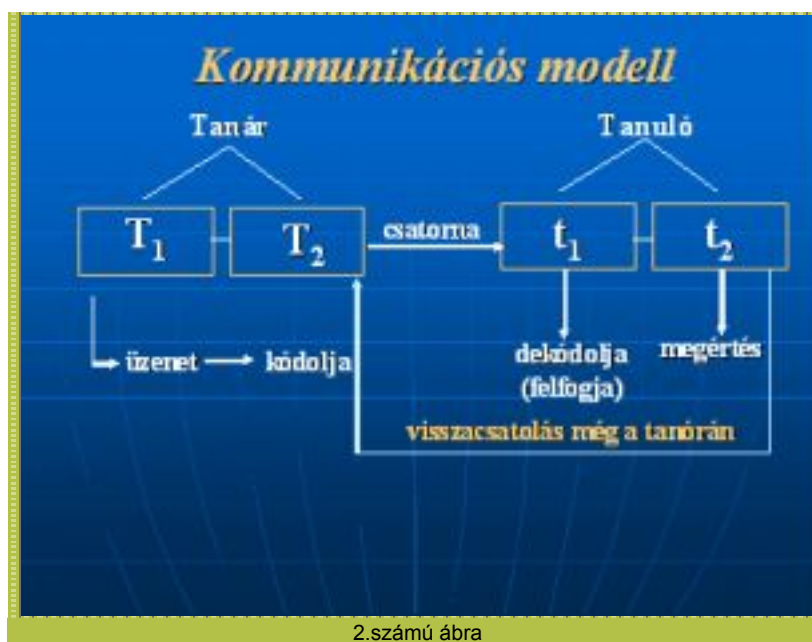 Kommunikációs modell
Tanár Tanuló
T₁ T₂ csatorna t₁ t₂
üzenet kódolja dekódolja megértés
(felfogja)
visszacsatolás még a tanórán
2.számú ábra